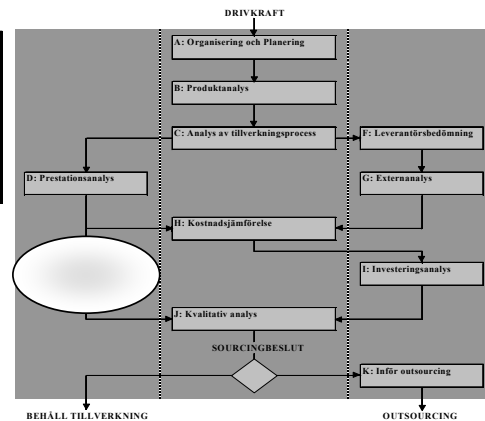 DRIVKRAFT
A: Organisering och Planering
B: Produktanalys
C: Analys av tillverkningsprocess
F: Leverantörsbedömning
D: Prestationsanalys
G: Externanalys
H: Kostnadsjämförelse
I: Investeringsanalys
J: Kvalitativ analys
SOURCINGBESLUT
K: Inför outsourcing
BEHÅLL TILLVERKNING
OUTSOURCING